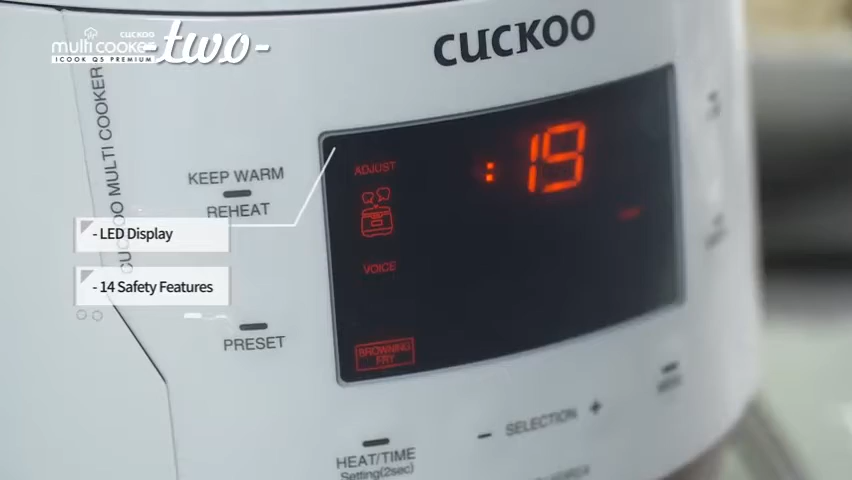 CUCKOO
multi cooker
ICOOK Q5 PREMIUM
-two-
CUCKOO
CUCKOO MULTI COOKER
KEEP WARM
REHEAT
ADJUST
:19
VOICE
- LED Display
- 14 Safety Features
PRESET
BROWNING
FRY
HEAT/TIME
Setting(2sec)
- SELECTION +
MENU